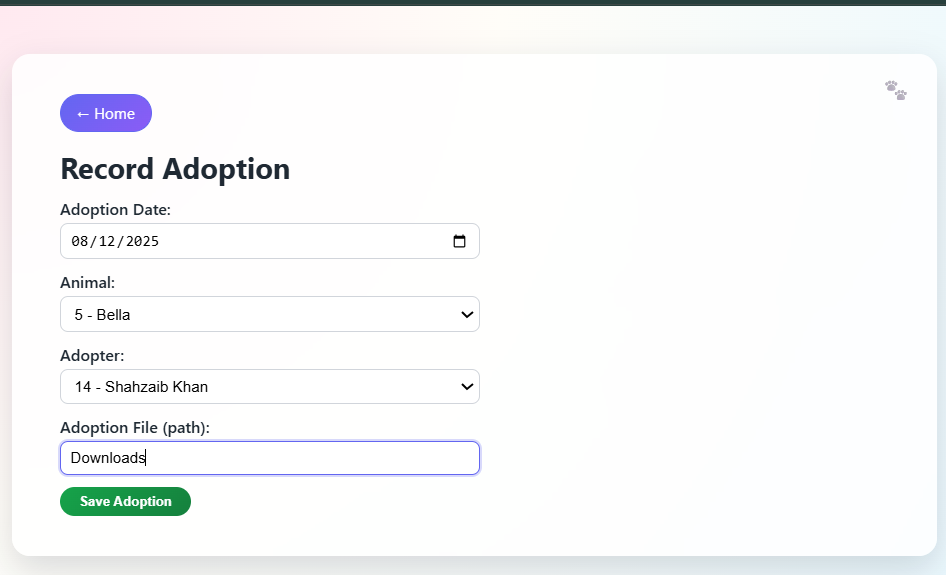 ← Home
Record Adoption
Adoption Date:
08/12/2025
Animal:
5 - Bella
Adopter:
14 - Shahzaib Khan
Adoption File (path):
Downloads
Save Adoption